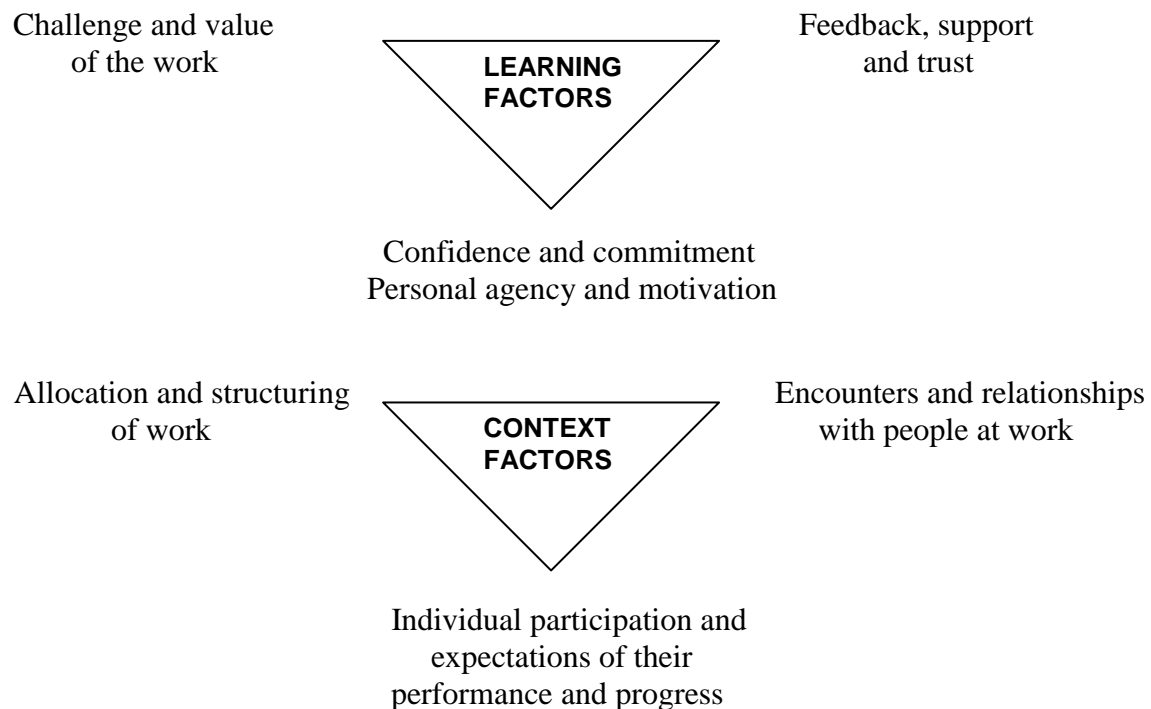 Challenge and value
of the work
Feedback, support
and trust
LEARNING
FACTORS
Confidence and commitment
Personal agency and motivation
Allocation and structuring
of work
Encounters and relationships
with people at work
CONTEXT
FACTORS
Individual participation and
expectations of their
performance and progress